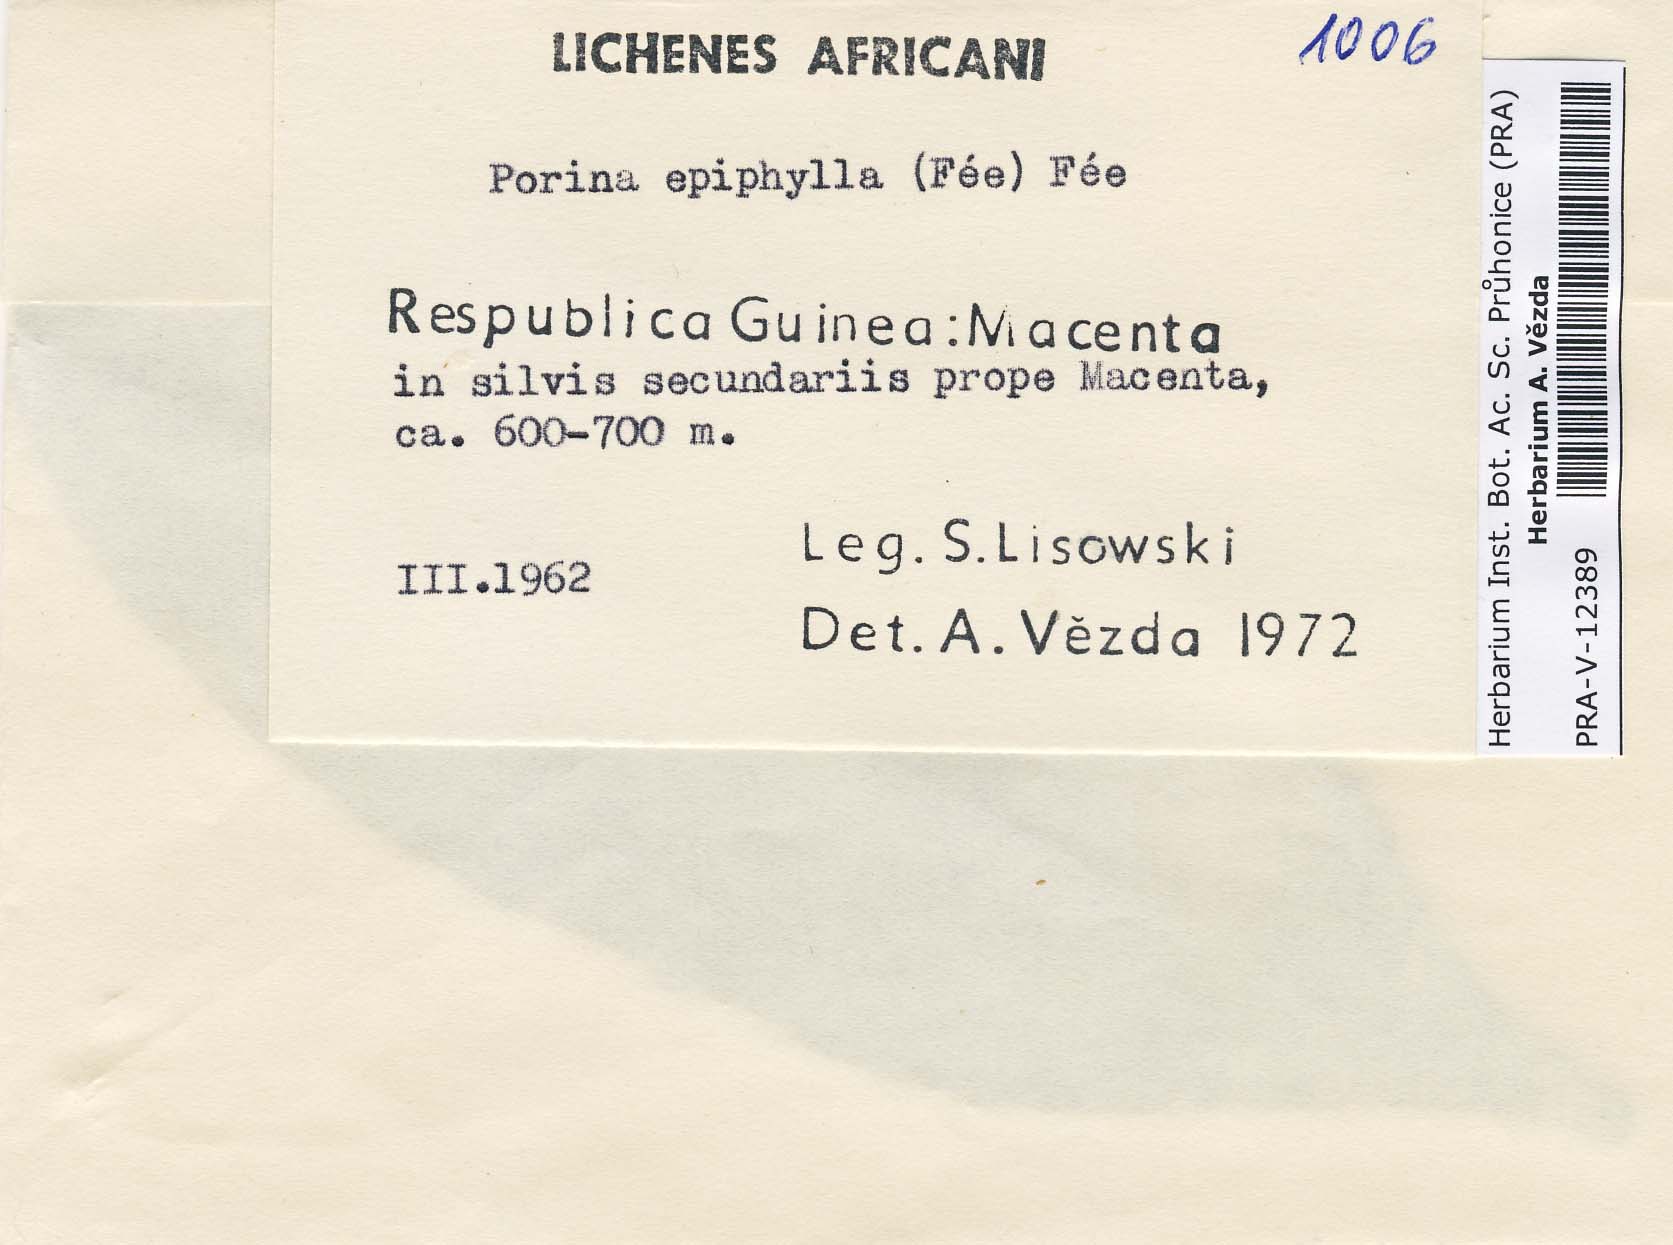 LICHENES AFRICANI
1006
Porina epiphylla (Fée) Fée
Respublica Guinea: Macenta
in silvis secundariis prope Macenta,
ca. 600-700 m.
III.1962
Leg. S. Lisowski
Det. A. Vězda 1972
Herbarium Inst. Bot. Ac. Sc. Průhonice (PRA)
Herbarium A. Vězda
PRA-V-12389